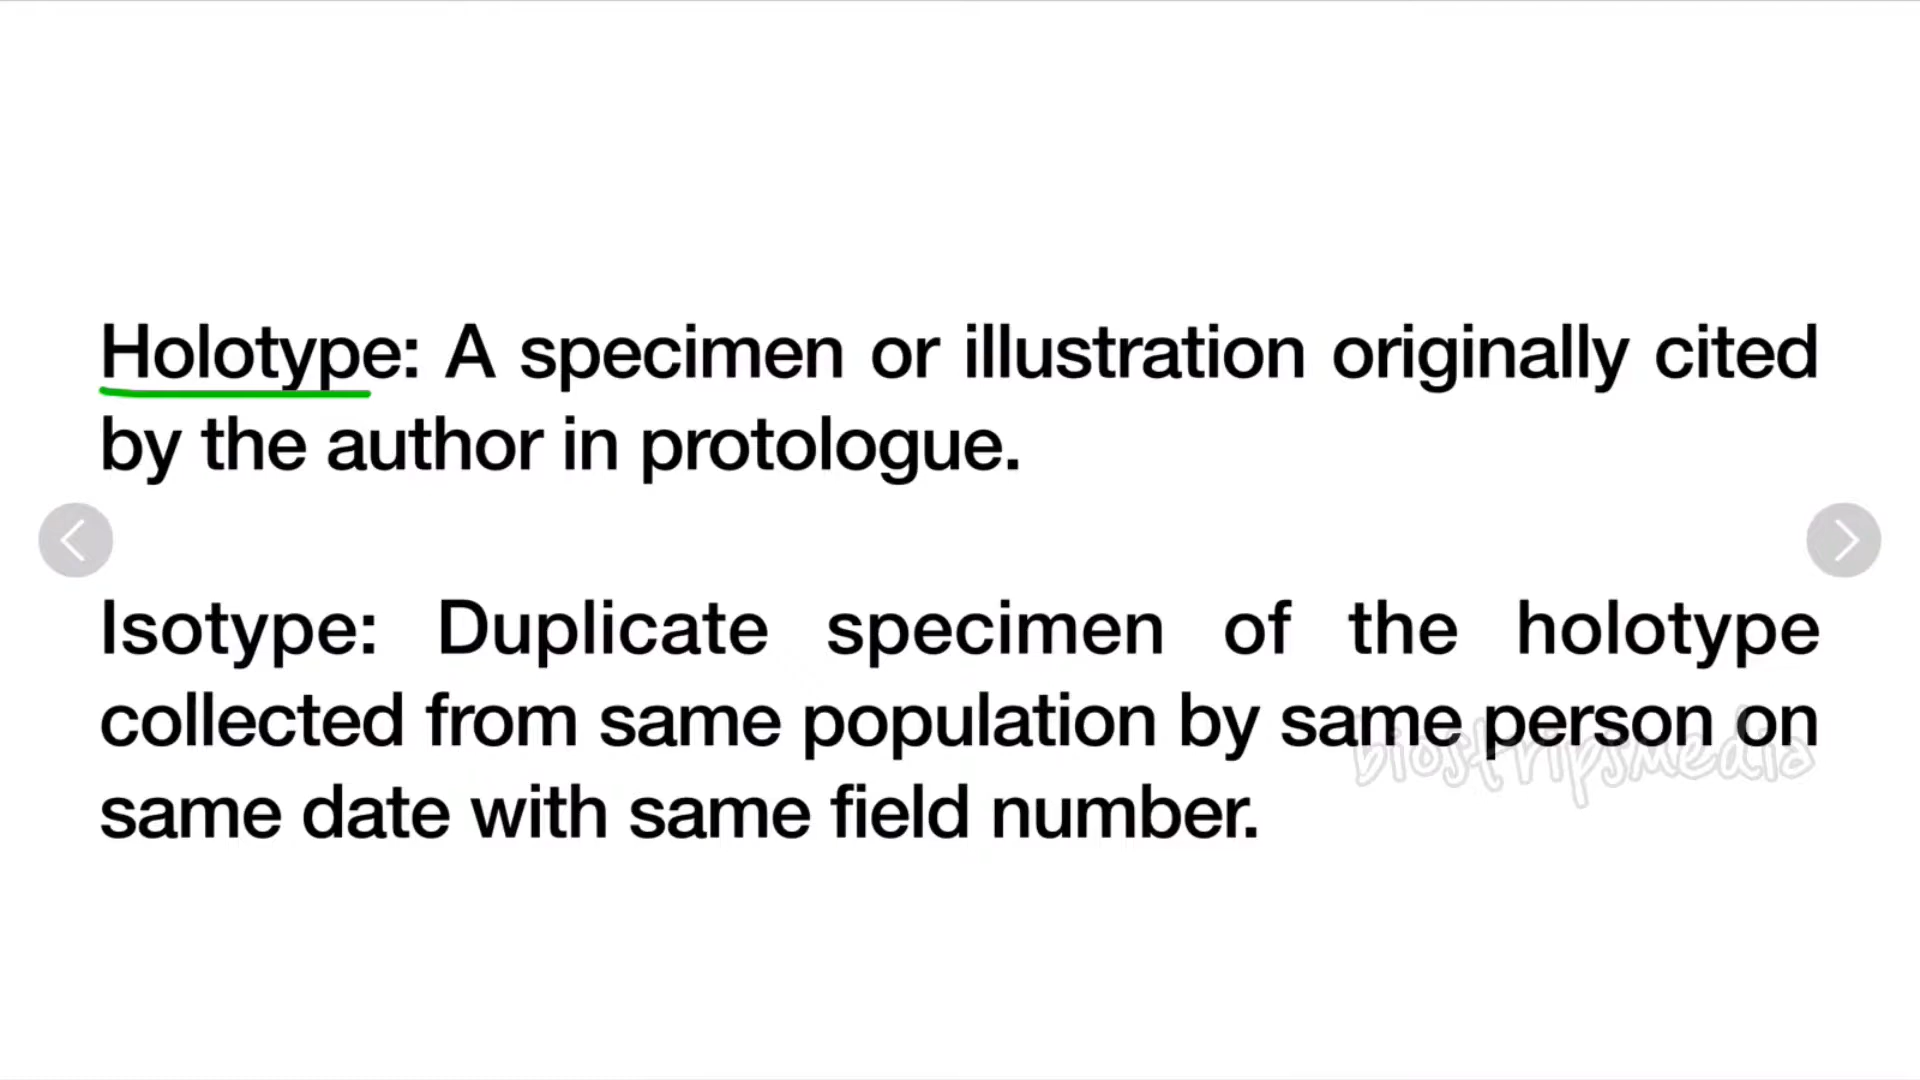 Holotype: A specimen or illustration originally cited
by the author in protologue.
Isotype: Duplicate specimen of the holotype
collected from same population by same person on
same date with same field number.
biostripsmedia